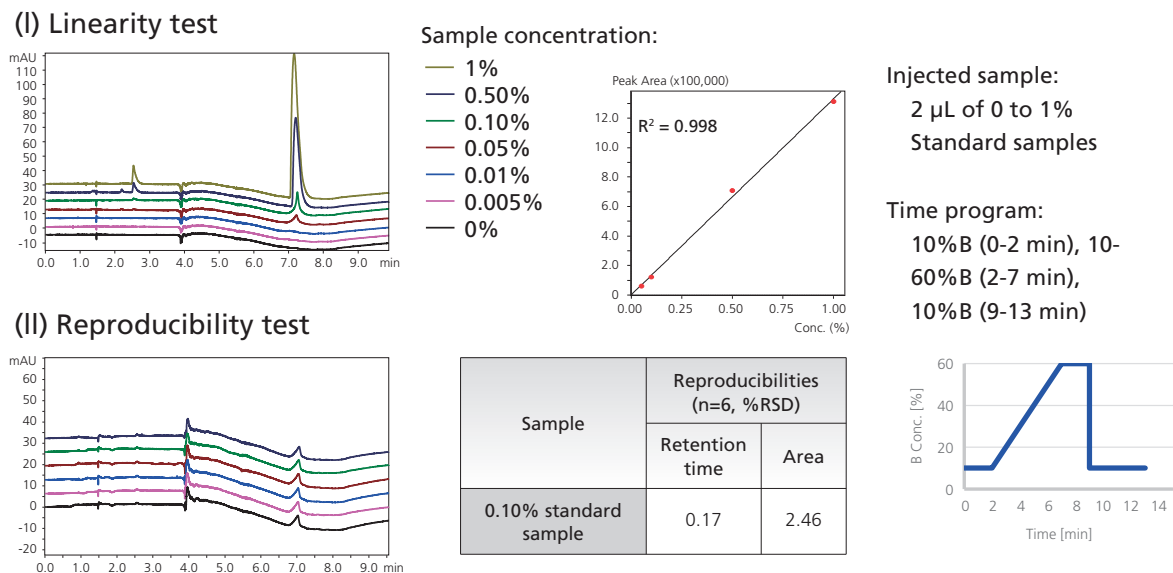 (I) Linearity test
mAU
110
100
90
80
70
60
50
40
30
20
10
0
-10
0.0 1.0 2.0 3.0 4.0 5.0 6.0 7.0 8.0 9.0 min
Sample concentration:
1%
0.50%
0.10%
0.05%
0.01%
0.005%
0%
Peak Area (x100,000)
R² = 0.998
12.0
10.0
8.0
6.0
4.0
2.0
0
0.00 0.25 0.50 0.75 1.00
Conc. (%)
Injected sample:
2 µL of 0 to 1%
Standard samples
Time program:
10%B (0-2 min), 10-
60%B (2-7 min),
10%B (9-13 min)
(II) Reproducibility test
mAU
40
30
20
10
0
-10
-20
0.0 1.0 2.0 3.0 4.0 5.0 6.0 7.0 8.0 9.0 min
Sample
Reproducibilities
(n=6, %RSD)
Retention
time
Area
0.10% standard
sample
0.17
2.46
B Conc. [%]
60
40
20
0
0 2 4 6 8 10 12 14
Time [min]